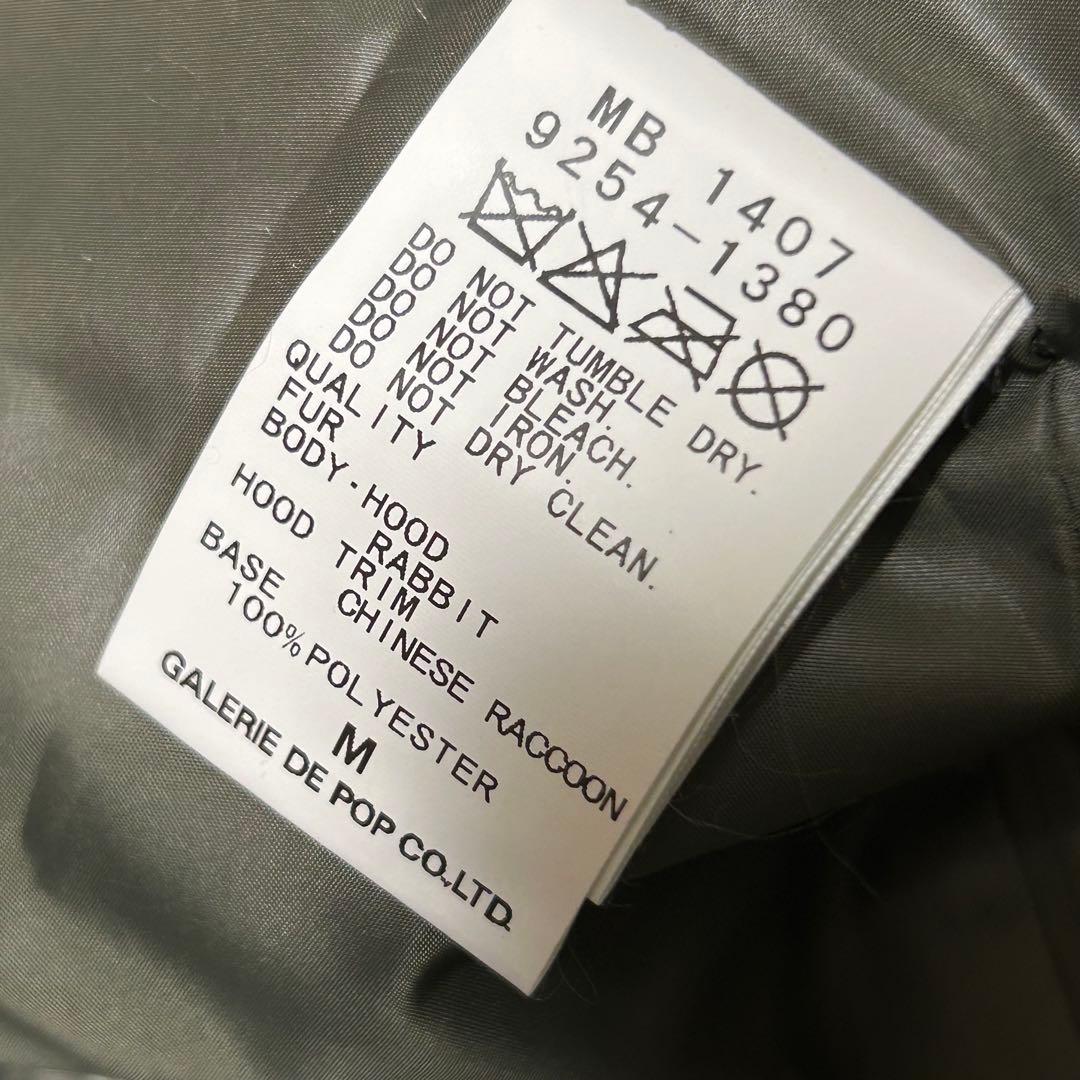 MB 1407
9254-1380
DO NOT TUMBLE DRY.
DO NOT WASH.
DO NOT BLEACH.
DO NOT IRON.
DO NOT DRY CLEAN.
QUALITY
FUR
BODY・HOOD
RABBIT
HOOD TRIM
CHINESE RACCOON
BASE
100%POLYESTER
M
GALERIE DE POP CO.,LTD.